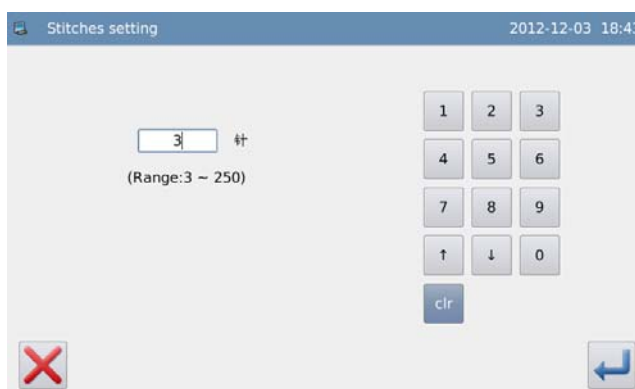 Stitches setting 2012-12-03 18:43
3 针
(Range:3 ~ 250)
1 2 3
4 5 6
7 8 9
↑ ↓ 0
clr